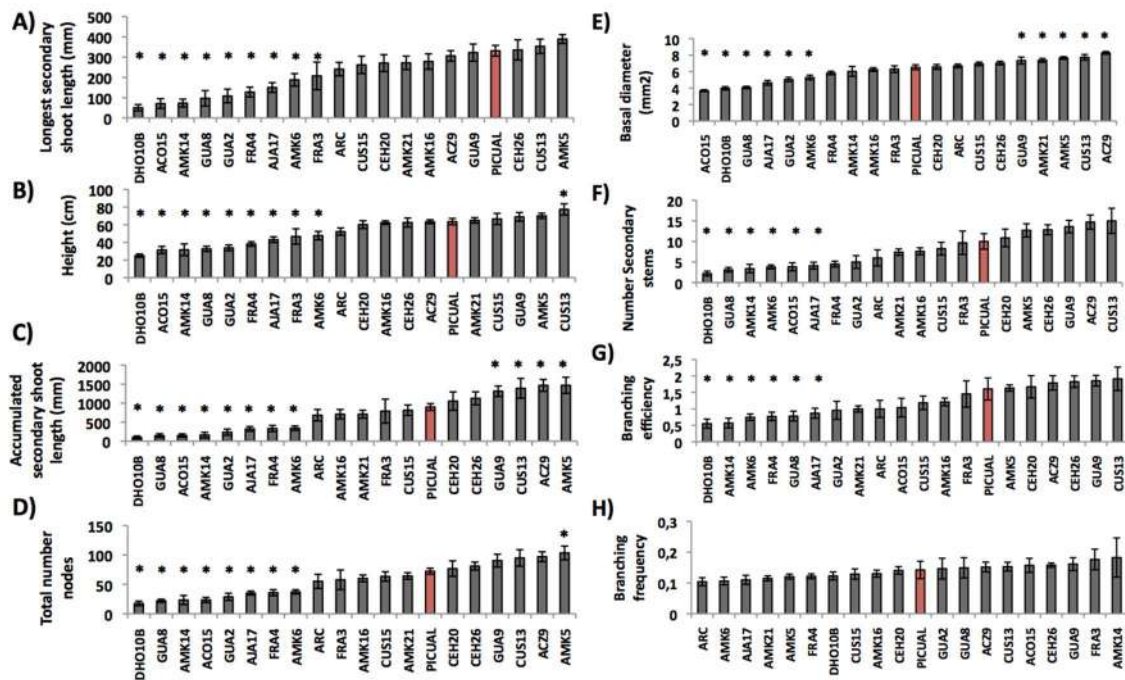 A)
Longest secondary
shoot length (mm)
500
400
300
200
100
0
* * * * * * * * *
DHO10B ACO15 AMK14 GUA8 GUA2 FRA4 AJA17 AMK6 FRA3 ARC CUS15 CEH20 AMK21 AMK16 AC29 GUA9 PICUAL CEH26 CUS13 AMK5
B)
Height (cm)
100
80
60
40
20
0
* * * * * * * * * *
DHO10B ACO15 AMK14 GUA8 GUA2 FRA4 AJA17 FRA3 AMK6 ARC CEH20 AMK16 CEH26 AC29 PICUAL AMK21 CUS15 GUA9 AMK5 CUS13
C)
Accumulated
secondary shoot
length (mm)
2000
1500
1000
500
0
* * * * * * * * * * * *
DHO10B GUA8 ACO15 AMK14 GUA2 AJA17 FRA4 AMK6 ARC AMK16 AMK21 FRA3 CUS15 PICUAL CEH20 CEH26 GUA9 CUS13 AC29 AMK5
D)
Total number
nodes
150
100
50
0
* * * * * * * * *
DHO10B GUA8 AMK14 ACO15 GUA2 AJA17 FRA4 AMK6 ARC FRA3 AMK16 CUS15 AMK21 PICUAL CEH20 CEH26 GUA9 CUS13 AC29 AMK5
E)
Basal diameter
(mm2)
10
8
6
4
2
0
* * * * * * * * * * *
ACO15 DHO10B GUA8 AJA17 GUA2 AMK6 FRA4 AMK14 AMK16 FRA3 PICUAL CEH20 ARC CUS15 CEH26 GUA9 AMK21 AMK5 CUS13 AC29
F)
Number Secondary
stems
20
15
10
5
0
* * * * * *
DHO10B GUA8 AMK14 AMK6 ACO15 AJA17 FRA4 GUA2 ARC AMK21 AMK16 CUS15 FRA3 PICUAL CEH20 AMK5 CEH26 GUA9 AC29 CUS13
G)
Branching
efficiency
2,5
2
1,5
1
0,5
0
* * * * * *
DHO10B AMK14 AMK6 FRA4 GUA8 AJA17 GUA2 AMK21 ARC ACO15 CUS15 AMK16 FRA3 PICUAL AMK5 CEH20 AC29 CEH26 GUA9 CUS13
H)
Branching
frequency
0,3
0,2
0,1
0
ARC AMK6 AJA17 AMK21 AMK5 FRA4 DHO10B CUS15 AMK16 CEH20 PICUAL GUA2 GUA8 AC29 CUS13 ACO15 CEH26 GUA9 FRA3 AMK14